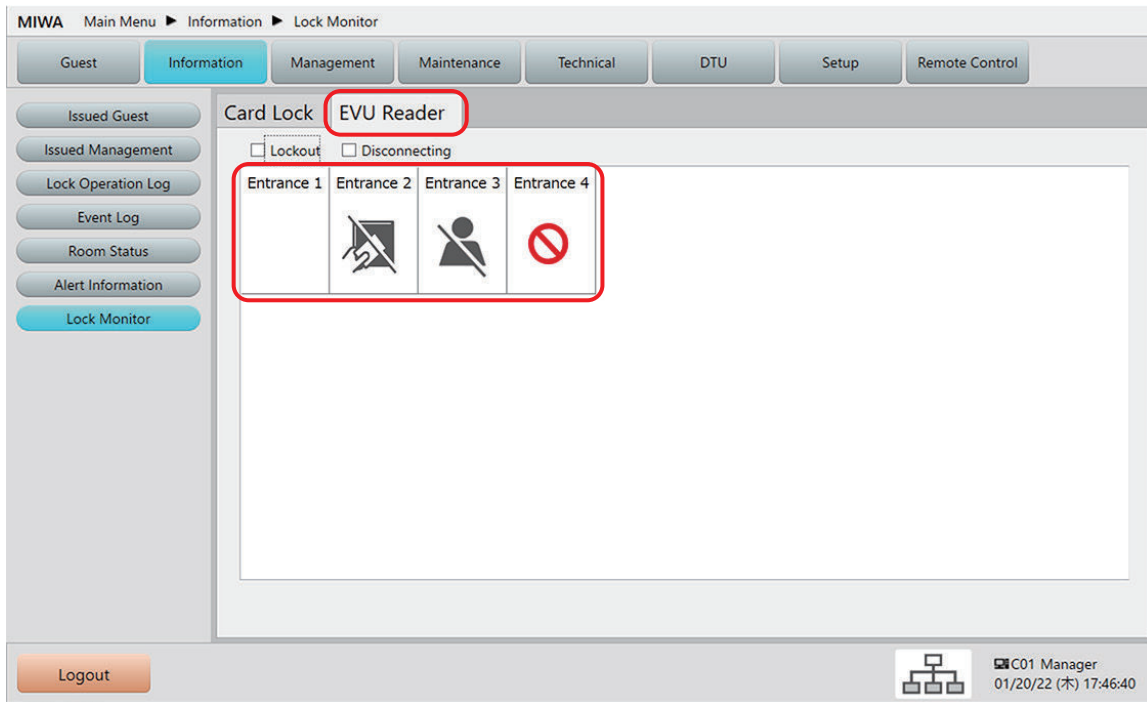 MIWA Main Menu ▶ Information ▶ Lock Monitor
Guest Information Management Maintenance Technical DTU Setup Remote Control
Issued Guest
Issued Management
Lock Operation Log
Event Log
Room Status
Alert Information
Lock Monitor
Card Lock EVU Reader
Lockout Disconnecting
Entrance 1 Entrance 2 Entrance 3 Entrance 4
Logout
C01 Manager
01/20/22 (木) 17:46:40